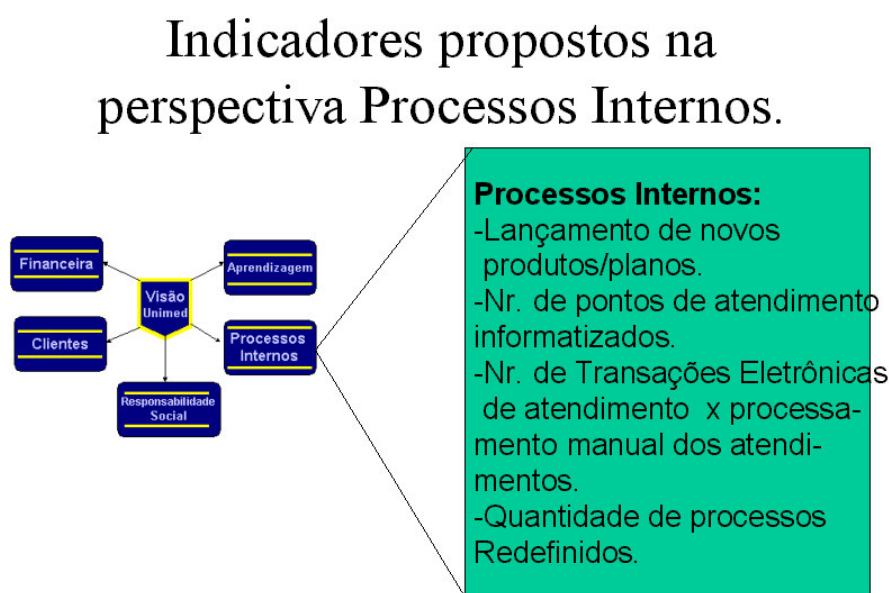 Indicadores propostos na
perspectiva Processos Internos.
Financeira
Aprendizagem
Visão
Unimed
Clientes
Processos
Internos
Responsabilidade
Social
Processos Internos:
-Lançamento de novos
produtos/planos.
-Nr. de pontos de atendimento
informatizados.
-Nr. de Transações Eletrônicas
de atendimento x processa-
mento manual dos atendi-
mentos.
-Quantidade de processos
Redefinidos.